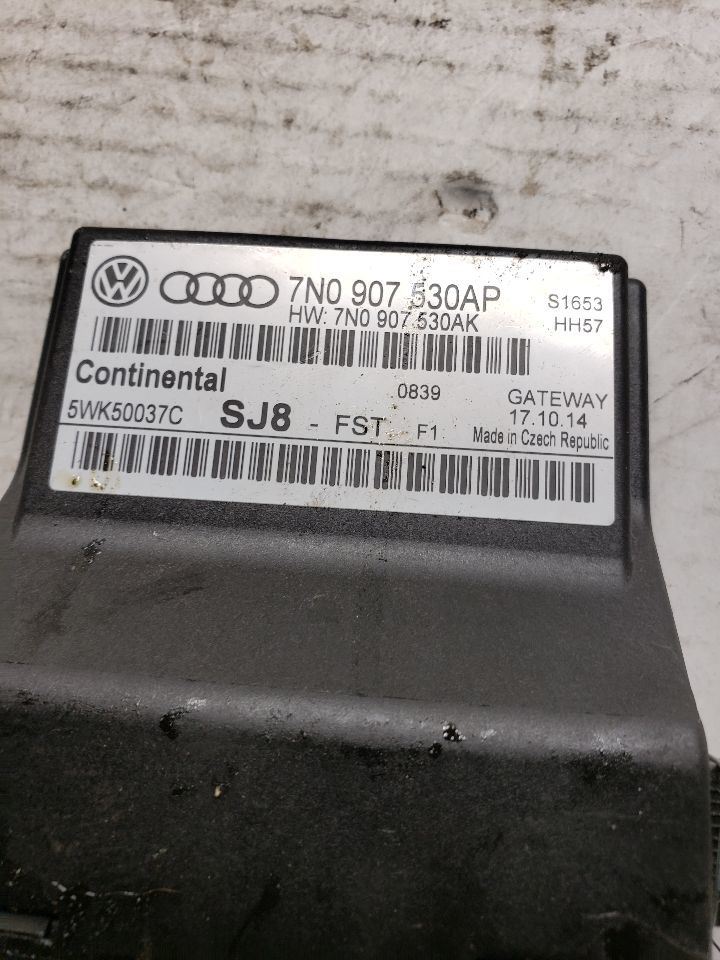 7N0 907 530AP S1653
HW: 7N0 907 530AK HH57
Continental 0839 GATEWAY
5WK50037C SJ8 - FST F1 17.10.14
Made in Czech Republic